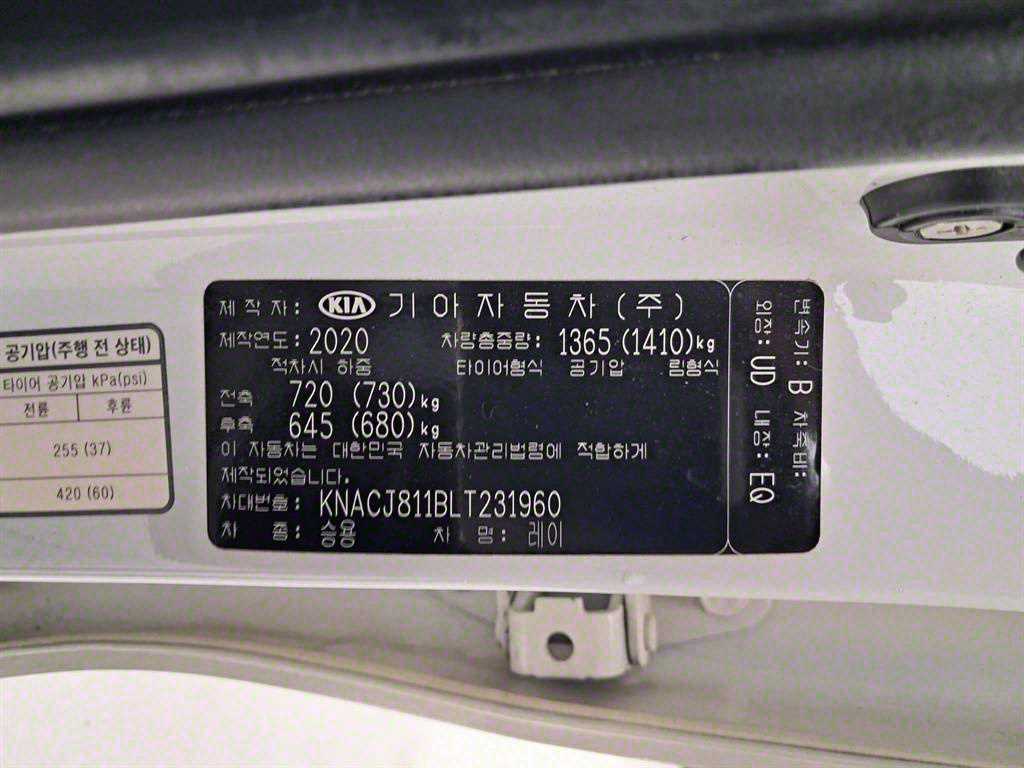 공기압(주행 전 상태)
타이어 공기압 kPa(psi)
전륜 후륜
255 (37)
420 (60)
제 작 자: KIA 기아자동차(주)
제작연도: 2020 차량총중량: 1365 (1410)kg
적차시 하중 타이어형식 공기압 림형식
전축 720 (730)kg
후축 645 (680)kg
이 자동차는 대한민국 자동차관리법령에 적합하게
제작되었습니다.
차대번호: KNACJ811BLT231960
차 종: 승용 차 명: 레이
변속기: B 차축비:
외장: UD 내장: EQ